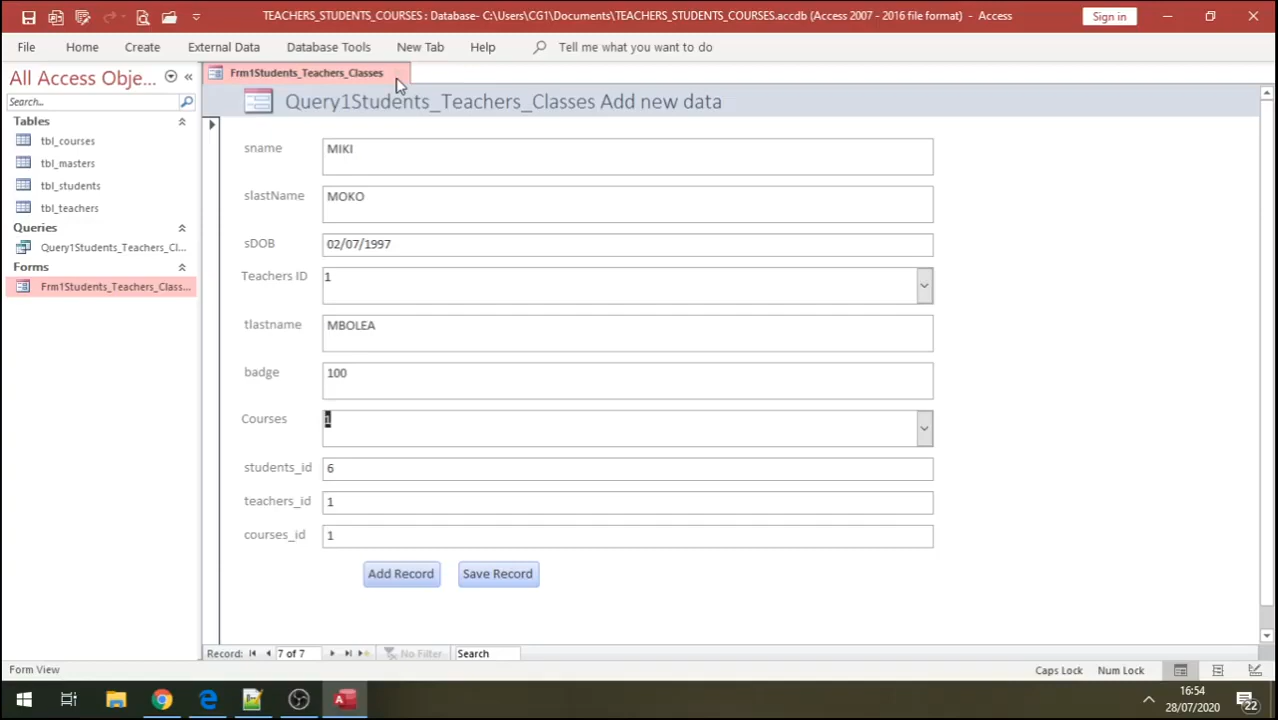 TEACHERS_STUDENTS_COURSES : Database- C:\Users\CG1\Documents\TEACHERS_STUDENTS_COURSES.accdb (Access 2007 - 2016 file format) - Access
Sign in
File Home Create External Data Database Tools New Tab Help Tell me what you want to do
All Access Obje...
Search...
Tables
tbl_courses
tbl_masters
tbl_students
tbl_teachers
Queries
Query1Students_Teachers_Cl...
Forms
Frm1Students_Teachers_Class...
Frm1Students_Teachers_Classes
Query1Students_Teachers_Classes Add new data
sname MIKI
slastName MOKO
sDOB 02/07/1997
Teachers ID 1
tlastname MBOLEA
badge 100
Courses 1
students_id 6
teachers_id 1
courses_id 1
Add Record Save Record
Record: 7 of 7 No Filter Search
Form View Caps Lock Num Lock
16:54
28/07/2020
22